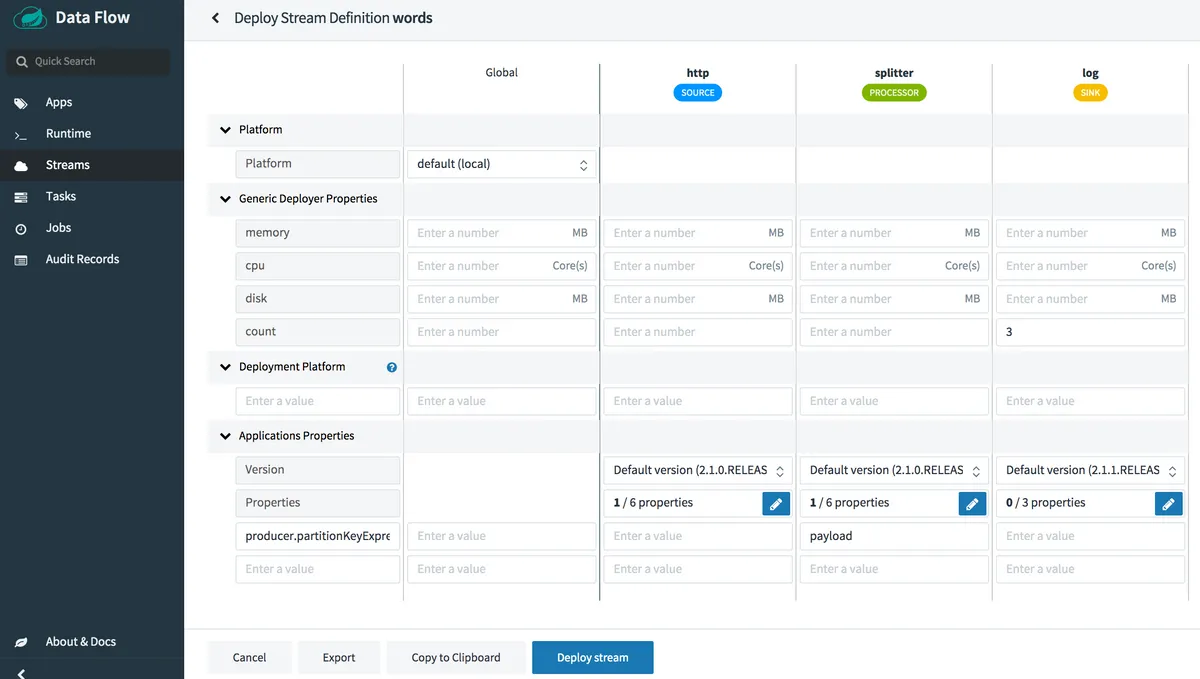 Data Flow
Quick Search
Apps
Runtime
Streams
Tasks
Jobs
Audit Records
About & Docs
Deploy Stream Definition words
Global http splitter log
SOURCE PROCESSOR SINK
Platform
Platform default (local)
Generic Deployer Properties
memory Enter a number MB Enter a number MB Enter a number MB Enter a number MB
cpu Enter a number Core(s) Enter a number Core(s) Enter a number Core(s) Enter a number Core(s)
disk Enter a number MB Enter a number MB Enter a number MB Enter a number MB
count Enter a number Enter a number Enter a number 3
Deployment Platform ?
Enter a value Enter a value Enter a value Enter a value Enter a value
Applications Properties
Version Default version (2.1.0.RELEAS Default version (2.1.0.RELEAS Default version (2.1.1.RELEAS
Properties 1 / 6 properties 1 / 6 properties 0 / 3 properties
producer.partitionKeyExpre Enter a value Enter a value payload Enter a value
Enter a value Enter a value Enter a value Enter a value Enter a value
Cancel Export Copy to Clipboard Deploy stream